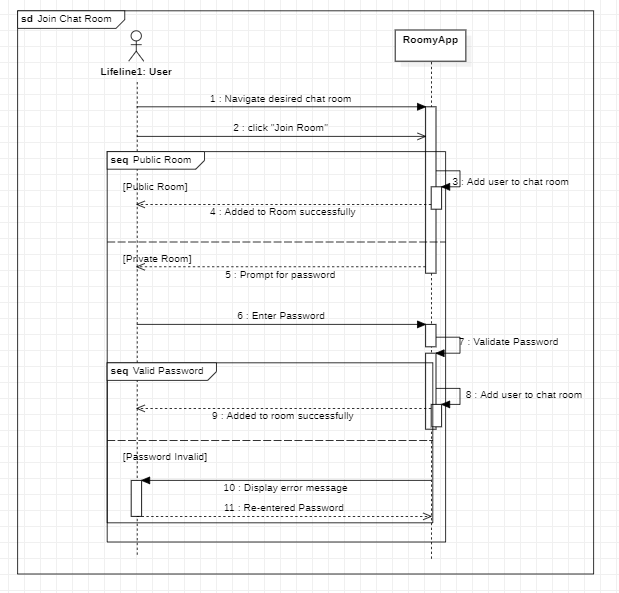 sd Join Chat Room
RoomyApp
Lifeline1: User
1 : Navigate desired chat room
2 : click "Join Room"
seq Public Room
3 : Add user to chat room
[Public Room]
4 : Added to Room successfully
[Private Room]
5 : Prompt for password
6 : Enter Password
7 : Validate Password
seq Valid Password
8 : Add user to chat room
9 : Added to room successfully
[Password Invalid]
10 : Display error message
11 : Re-entered Password